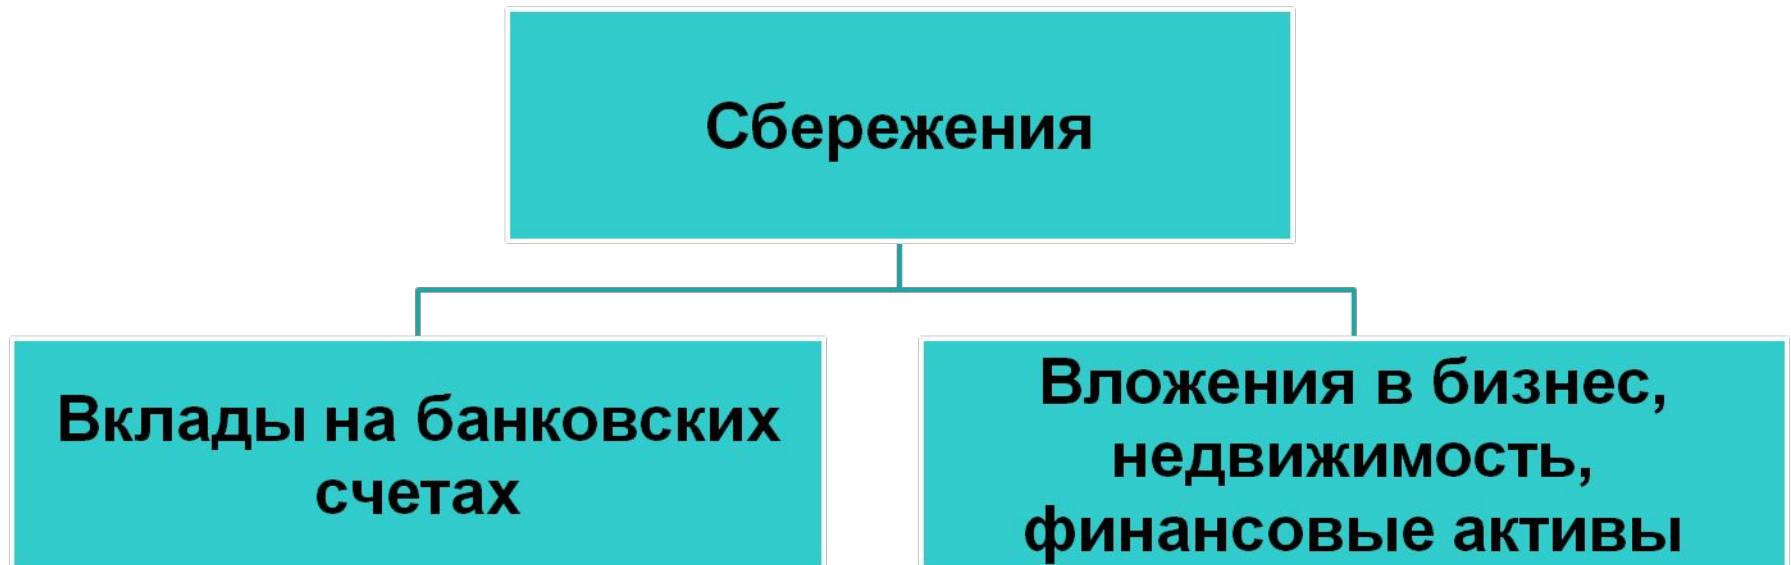 Сбережения
Вклады на банковских
счетах
Вложения в бизнес,
недвижимость,
финансовые активы